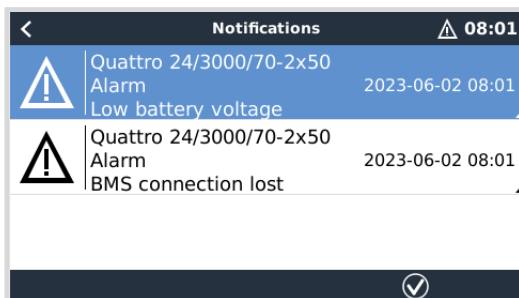 Notifications
08:01
Quattro 24/3000/70-2x50
Alarm
2023-06-02 08:01
Low battery voltage
Quattro 24/3000/70-2x50
Alarm
2023-06-02 08:01
BMS connection lost